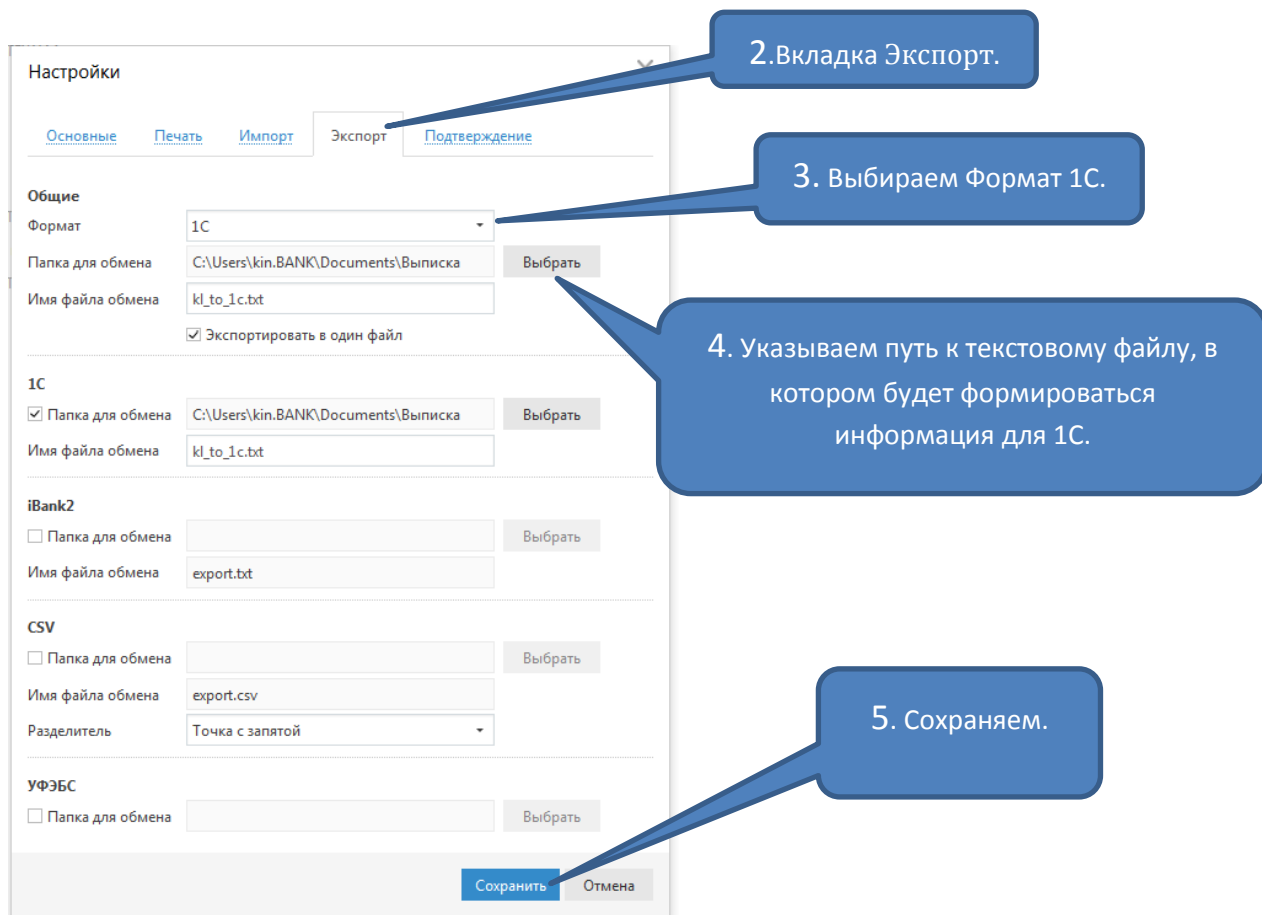 2.Вкладка Экспорт.
Настройки
Основные Печать Импорт Экспорт Подтверждение
3. Выбираем Формат 1С.
Общие
Формат 1С
Папка для обмена C:\Users\kin.BANK\Documents\Выписка Выбрать
Имя файла обмена kl_to_1c.txt
Экспортировать в один файл
4. Указываем путь к текстовому файлу, в
котором будет формироваться
информация для 1С.
1С
Папка для обмена C:\Users\kin.BANK\Documents\Выписка Выбрать
Имя файла обмена kl_to_1c.txt
iBank2
Папка для обмена Выбрать
Имя файла обмена export.txt
CSV
Папка для обмена Выбрать
Имя файла обмена export.csv
Разделитель Точка с запятой
5. Сохраняем.
УФЭБС
Папка для обмена Выбрать
Сохранить Отмена